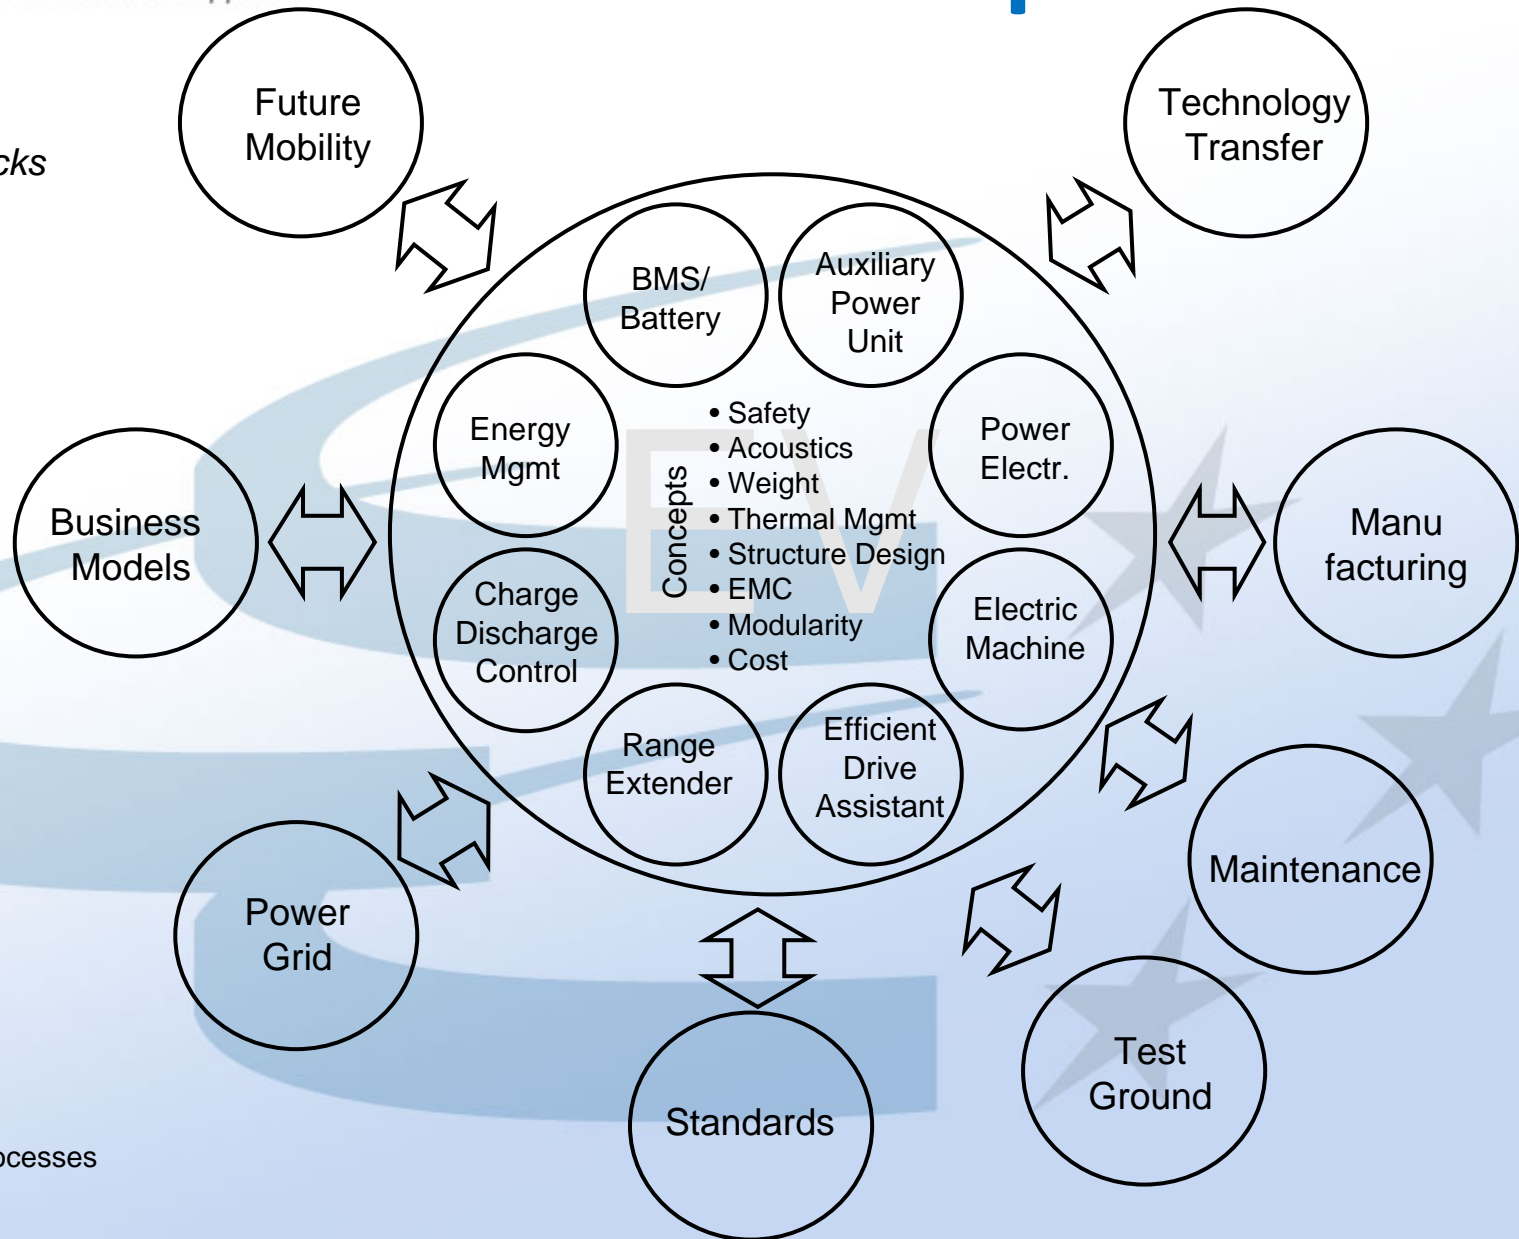 Future
Mobility
Technology
Transfer
cks
BMS/
Battery
Auxiliary
Power
Unit
Energy
Mgmt
Power
Electr.
EV
Concepts
• Safety
• Acoustics
• Weight
• Thermal Mgmt
• Structure Design
• EMC
• Modularity
• Cost
Business
Models
Manu
facturing
Charge
Discharge
Control
Electric
Machine
Range
Extender
Efficient
Drive
Assistant
Maintenance
Power
Grid
Test
Ground
Standards
ocesses